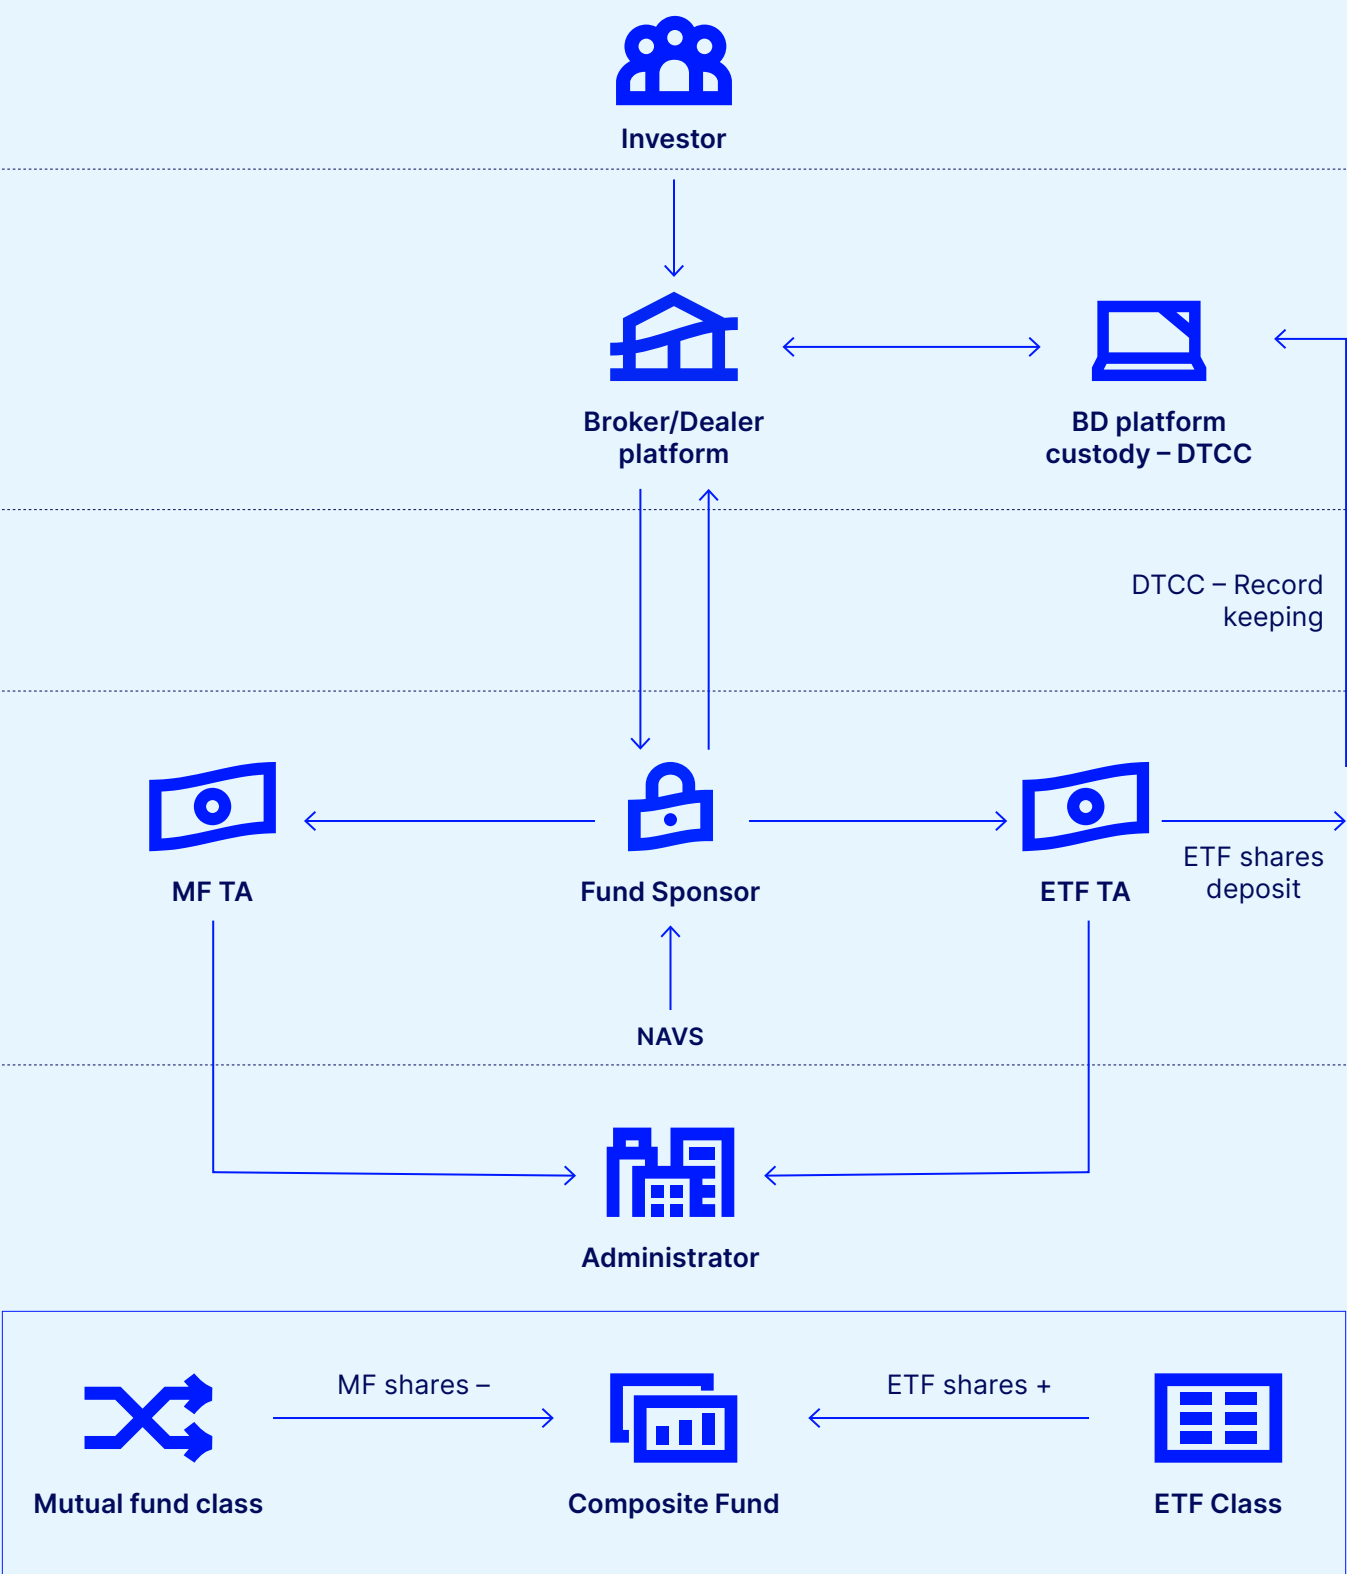 Investor
Broker/Dealer
platform
BD platform
custody – DTCC
DTCC – Record
keeping
MF TA
Fund Sponsor
ETF TA
ETF shares
deposit
NAVS
Administrator
MF shares –
ETF shares +
Mutual fund class
Composite Fund
ETF Class